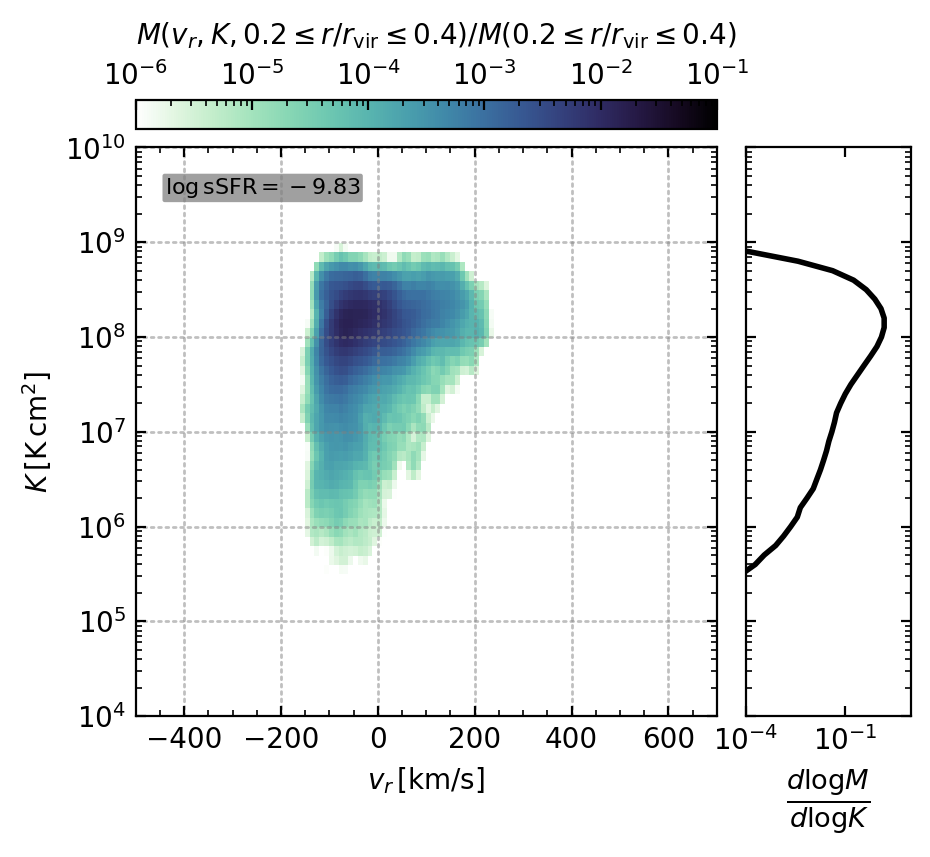 M(v_r, K, 0.2 ≤ r/r_vir ≤ 0.4)/M(0.2 ≤ r/r_vir ≤ 0.4)
10^−6 10^−5 10^−4 10^−3 10^−2 10^−1
log sSFR = −9.83
10^10
10^9
10^8
10^7
10^6
10^5
10^4
K [K cm^2]
−400 −200 0 200 400 600
v_r [km/s]
10^−4 10^−1
dlogM
dlogK